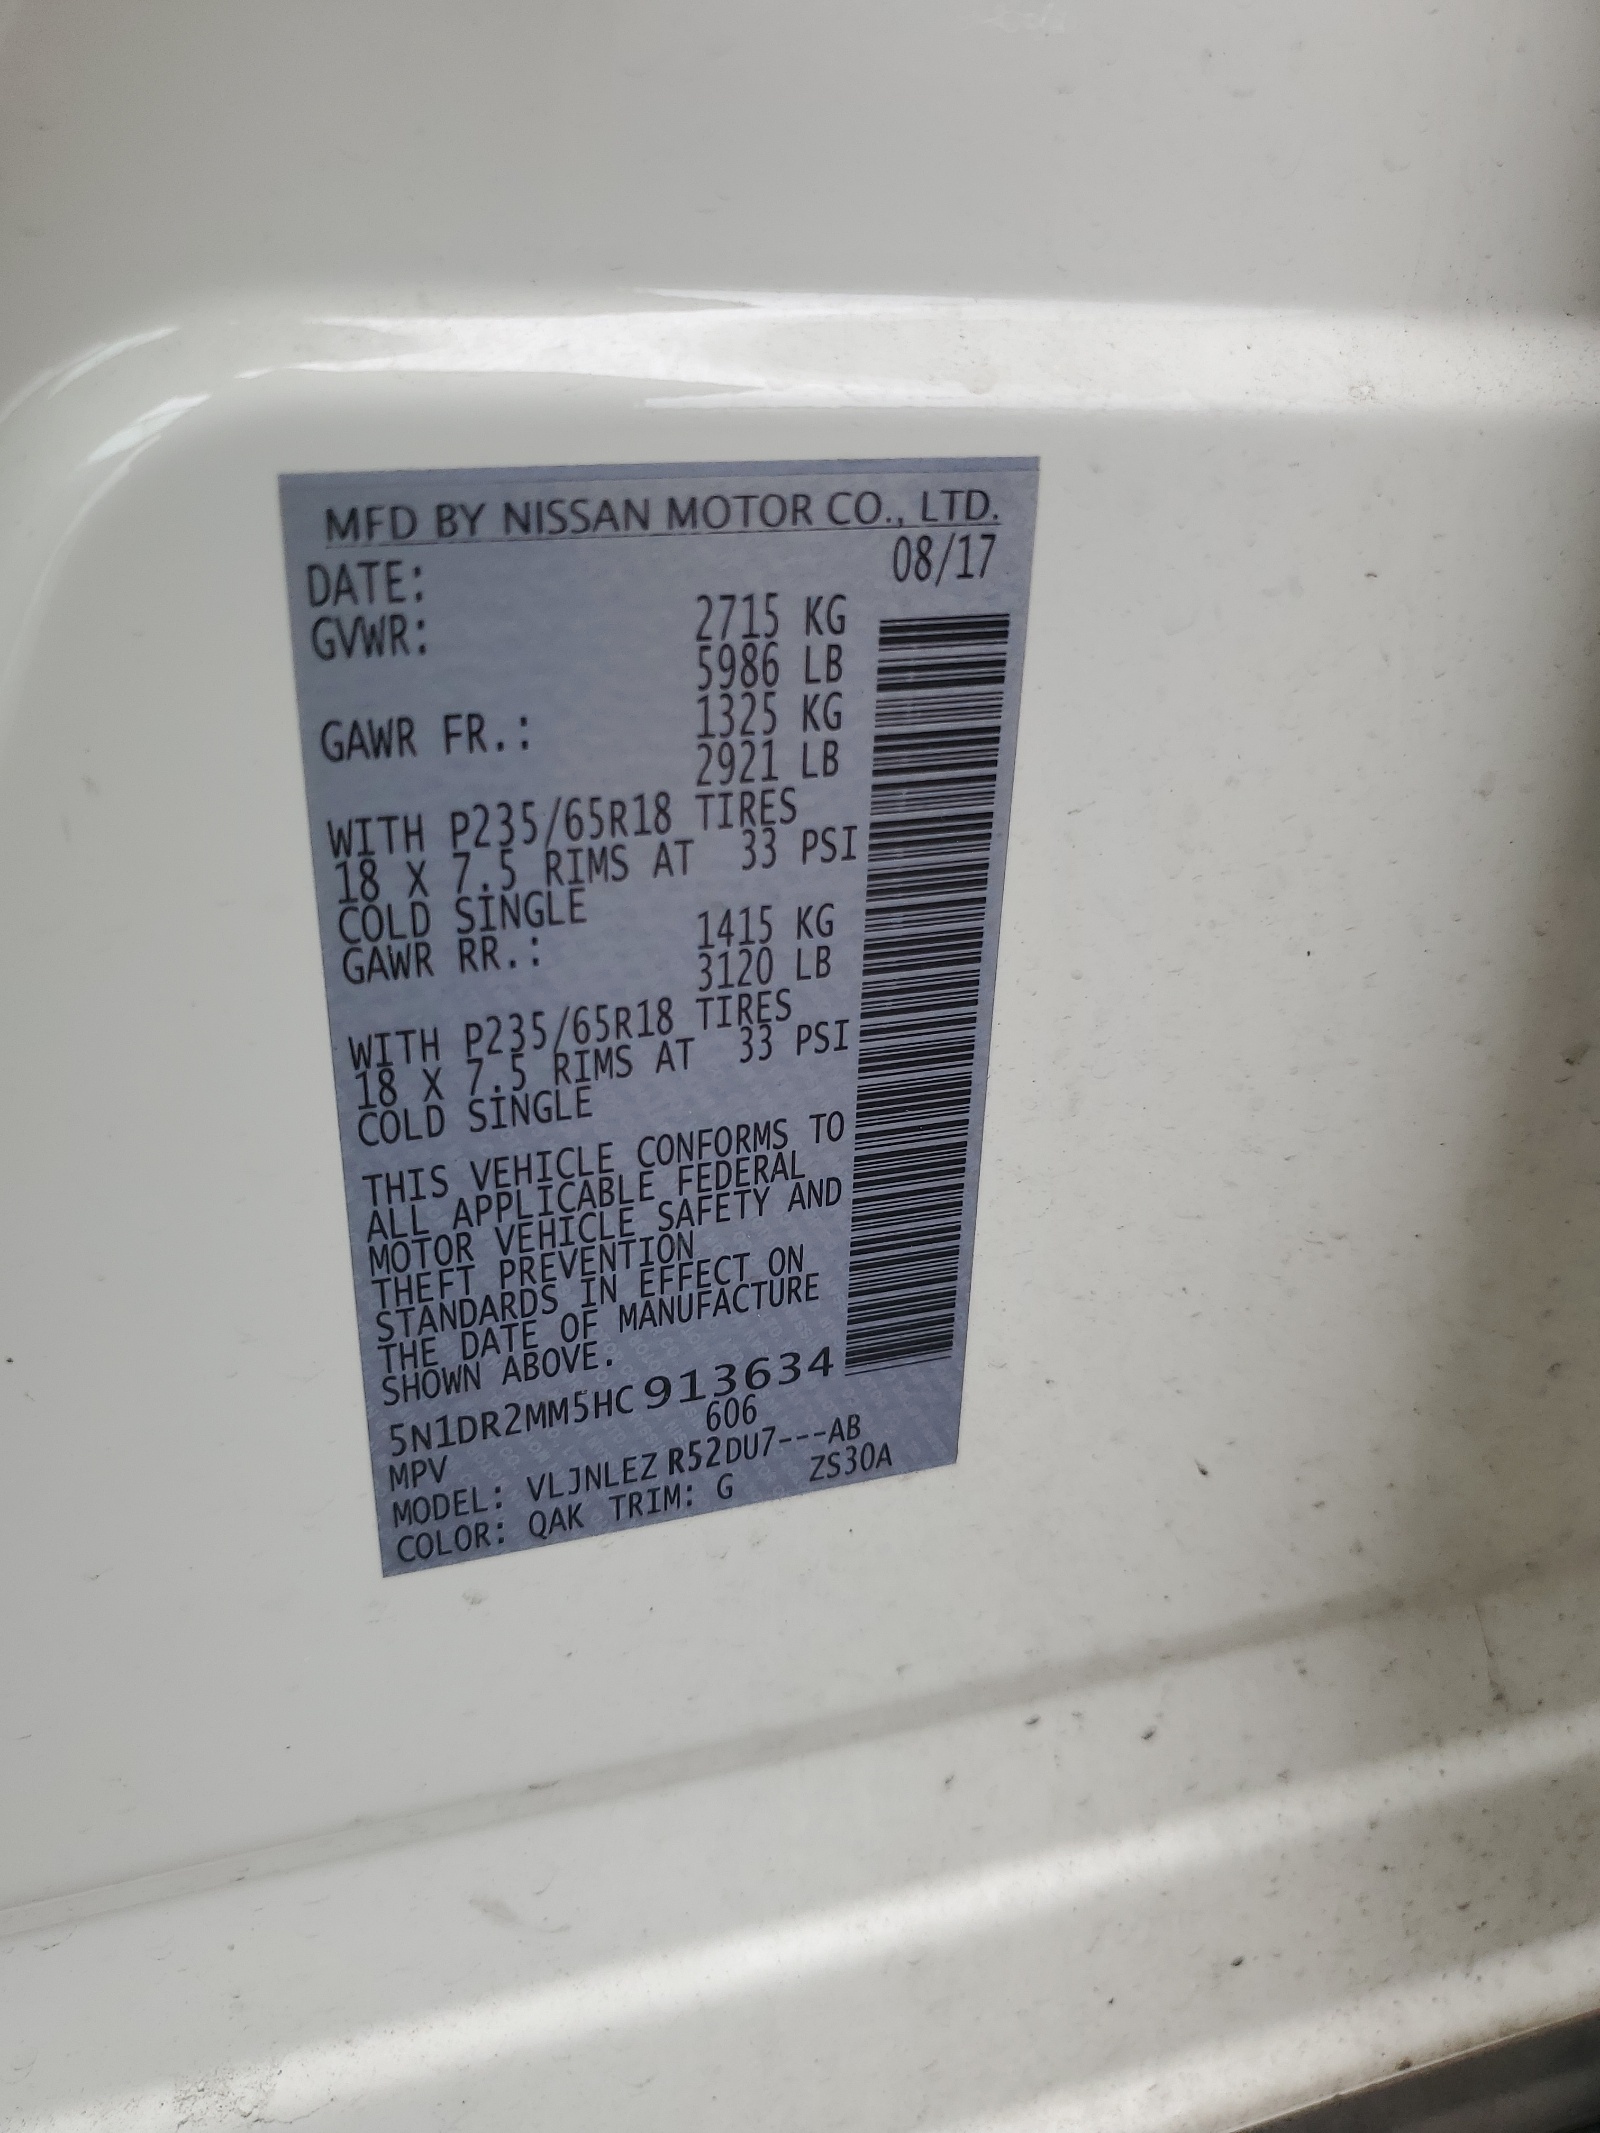 MFD BY NISSAN MOTOR CO., LTD.
DATE: 08/17
GVWR: 2715 KG
5986 LB
GAWR FR.: 1325 KG
2921 LB
WITH P235/65R18 TIRES
18 X 7.5 RIMS AT 33 PSI
COLD SINGLE
GAWR RR.: 1415 KG
3120 LB
WITH P235/65R18 TIRES
18 X 7.5 RIMS AT 33 PSI
COLD SINGLE
THIS VEHICLE CONFORMS TO
ALL APPLICABLE FEDERAL
MOTOR VEHICLE SAFETY AND
THEFT PREVENTION
STANDARDS IN EFFECT ON
THE DATE OF MANUFACTURE
SHOWN ABOVE.
5N1DR2MM5HC913634
MPV 606
MODEL: VLJNLEZ R52DU7---AB
COLOR: QAK TRIM: G ZS30A